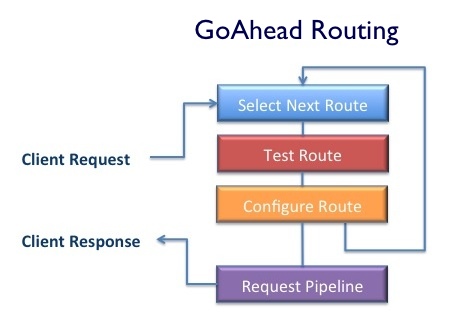 GoAhead Routing
Select Next Route
Client Request
Test Route
Configure Route
Client Response
Request Pipeline